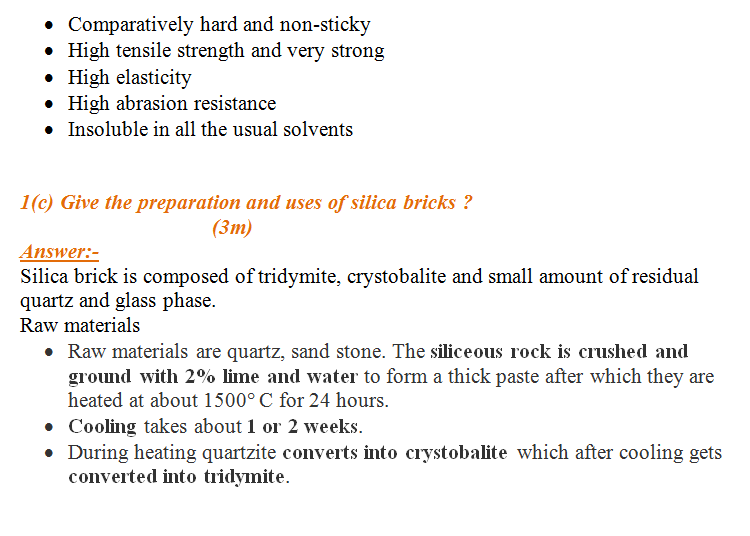 • Comparatively hard and non-sticky
• High tensile strength and very strong
• High elasticity
• High abrasion resistance
• Insoluble in all the usual solvents
1(c) Give the preparation and uses of silica bricks ?
(3m)
Answer:-
Silica brick is composed of tridymite, crystobalite and small amount of residual
quartz and glass phase.
Raw materials
• Raw materials are quartz, sand stone. The siliceous rock is crushed and
ground with 2% lime and water to form a thick paste after which they are
heated at about 1500° C for 24 hours.
• Cooling takes about 1 or 2 weeks.
• During heating quartzite converts into crystobalite which after cooling gets
converted into tridymite.